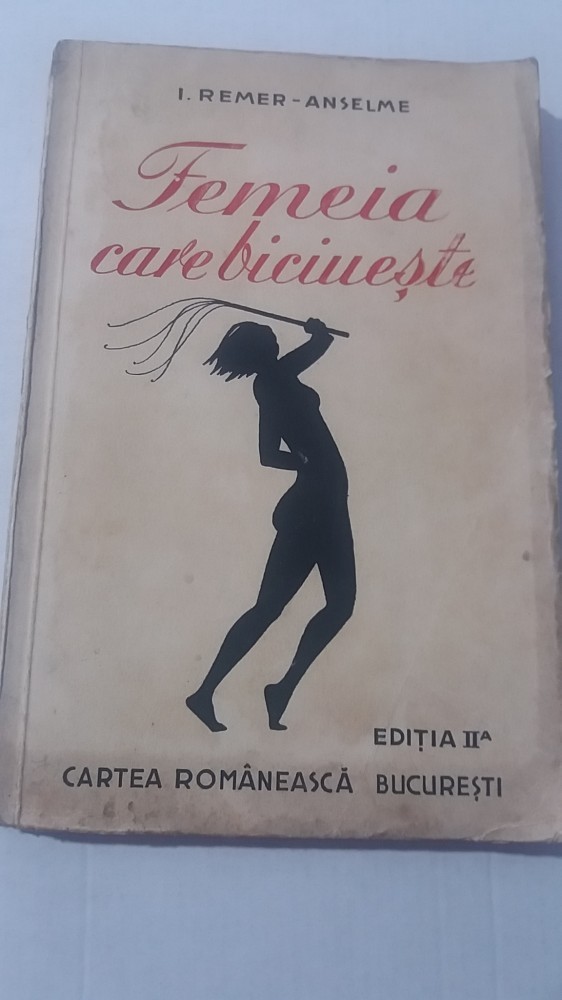 I. REMER-ANSELME
Femeia
care biciuește
EDIȚIA IIA
CARTEA ROMÂNEASCĂ BUCUREȘTI